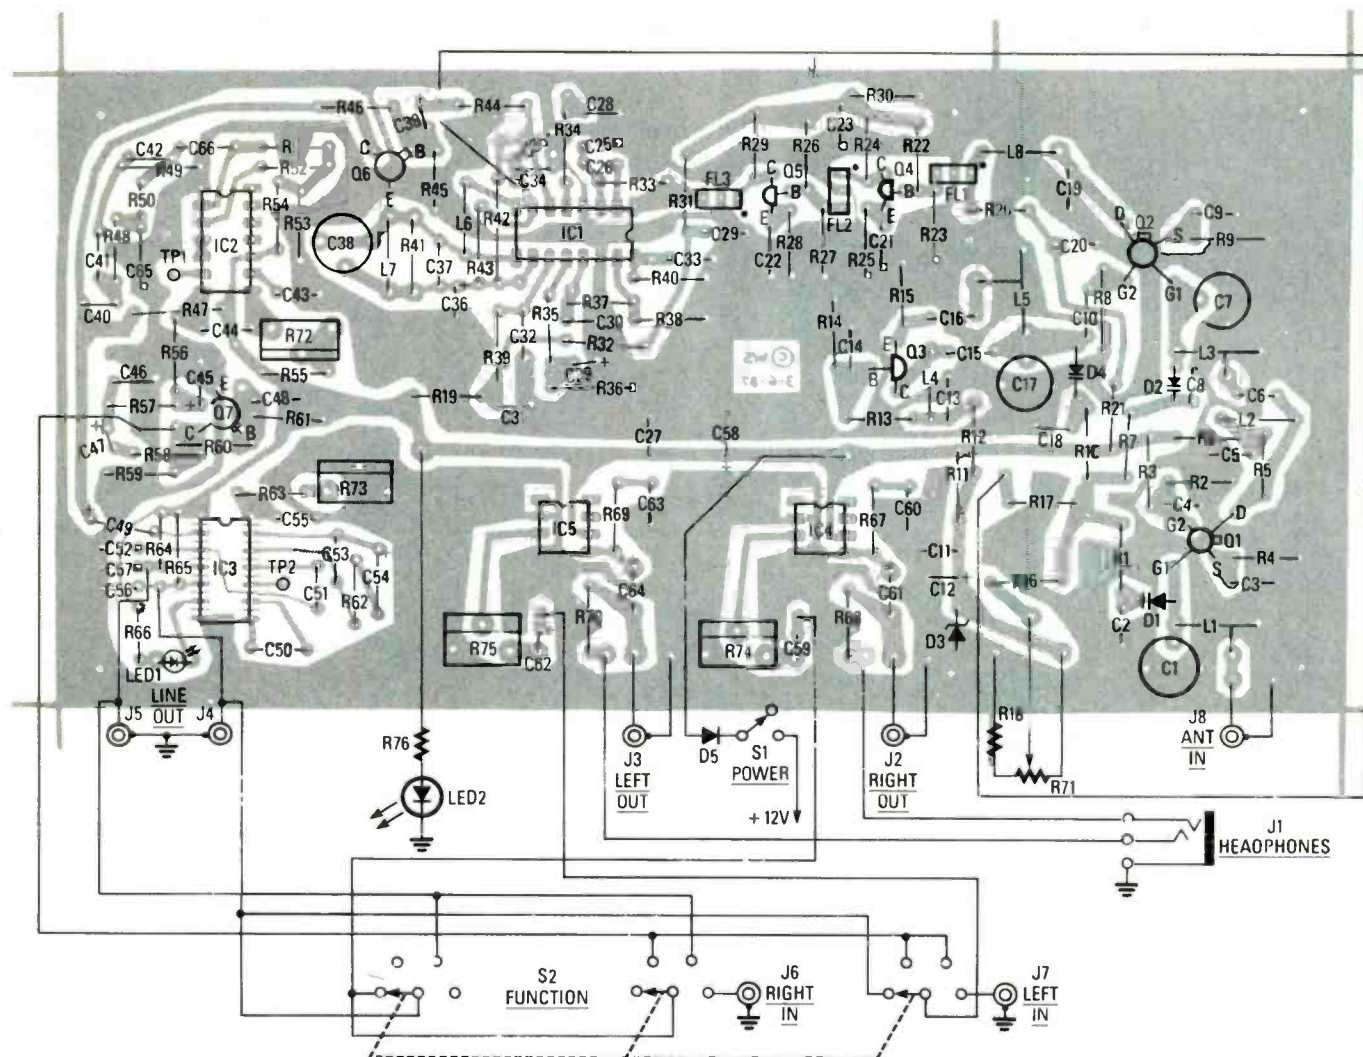 R46
C39
R44
C28
R34
C25
C26
R30
C23
R29
R26
R24
R22
L8
C42
C66
R49
R52
C
B
Q6
E
R45
C34
R33
R31
FL3
C
Q5
B
E
C
Q4
B
E
FL1
C19
R50
R54
R53
R48
IC2
C38
L6
R42
IC1
C29
R28
FL2
C21
R23
C20
D
Q2
S
C9
R9
TP1
C65
L7
R41
C37
R43
C33
C22
R27
R25
G2
G1
C40
R47
C43
C36
R35
R37
R40
R15
L5
R8
C7
R56
C44
R72
C32
C30
R38
R14
C16
C10
R39
R32
© WS
3-6-87
C14
E
Q3
B
C
C15
D4
L3
C46
C45
E
R55
R36
L4
C13
C17
D2
C8
C6
R57
Q7
C48
R61
R19
C3
R13
R21
L2
C47
C
B
R58
R60
C27
C58
R12
C18
R7
C5
R59
R11
R3
R5
R63
R73
C63
C60
R17
R2
C4
C49
C55
IC5
R69
IC4
R67
G2
D
Q1
C52
R64
C53
C11
R4
C57
R65
IC3
TP2
C54
G1
S
C56
C51
R62
C64
C61
C12
C3
R66
C2
D1
LED1
C50
R75
C62
R74
C59
D3
L1
C1
LINE
OUT
J5
J4
R76
J3
LEFT
OUT
D5
S1
POWER
J2
RIGHT
OUT
R71
J8
ANT
IN
LED2
+ 12V
J1
HEADPHONES
S2
FUNCTION
J6
RIGHT
IN
J7
LEFT
IN